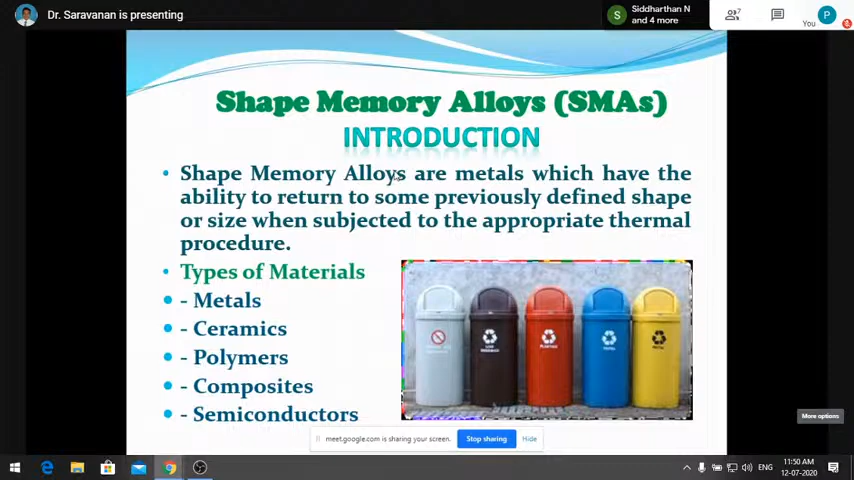 Dr. Saravanan is presenting
Siddharthan N
and 4 more
7
P
You
Shape Memory Alloys (SMAs)
INTRODUCTION
• Shape Memory Alloys are metals which have the
ability to return to some previously defined shape
or size when subjected to the appropriate thermal
procedure.
• Types of Materials
• - Metals
• - Ceramics
• - Polymers
• - Composites
• - Semiconductors
More options
meet.google.com is sharing your screen.
Stop sharing
Hide
ENG
11:50 AM
12-07-2020